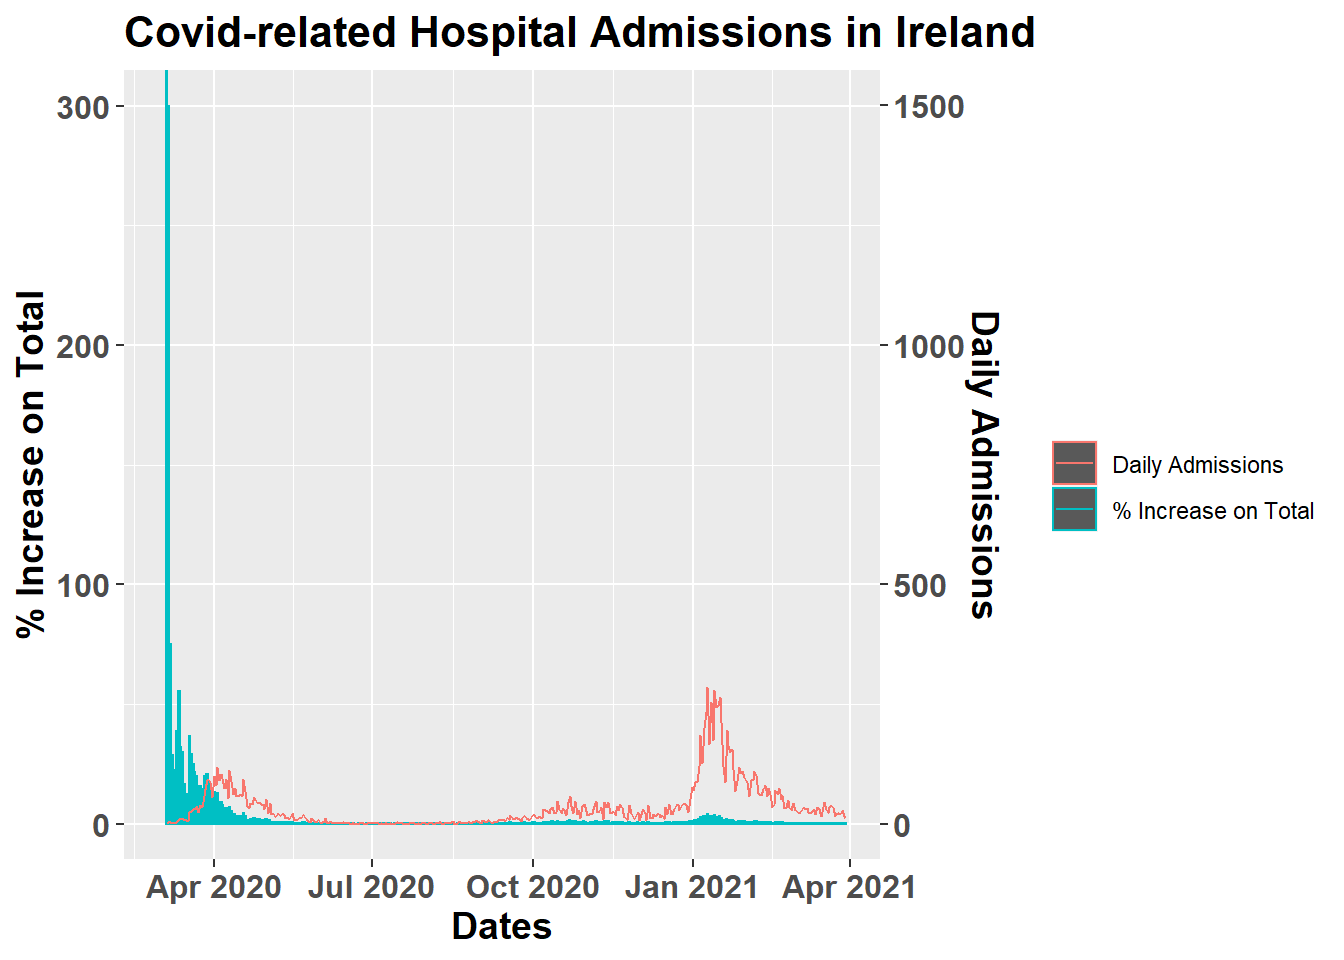 Covid-related Hospital Admissions in Ireland
% Increase on Total
300
200
100
0
1500
1000
500
0
Daily Admissions
Apr 2020 Jul 2020 Oct 2020 Jan 2021 Apr 2021
Dates
Daily Admissions
% Increase on Total